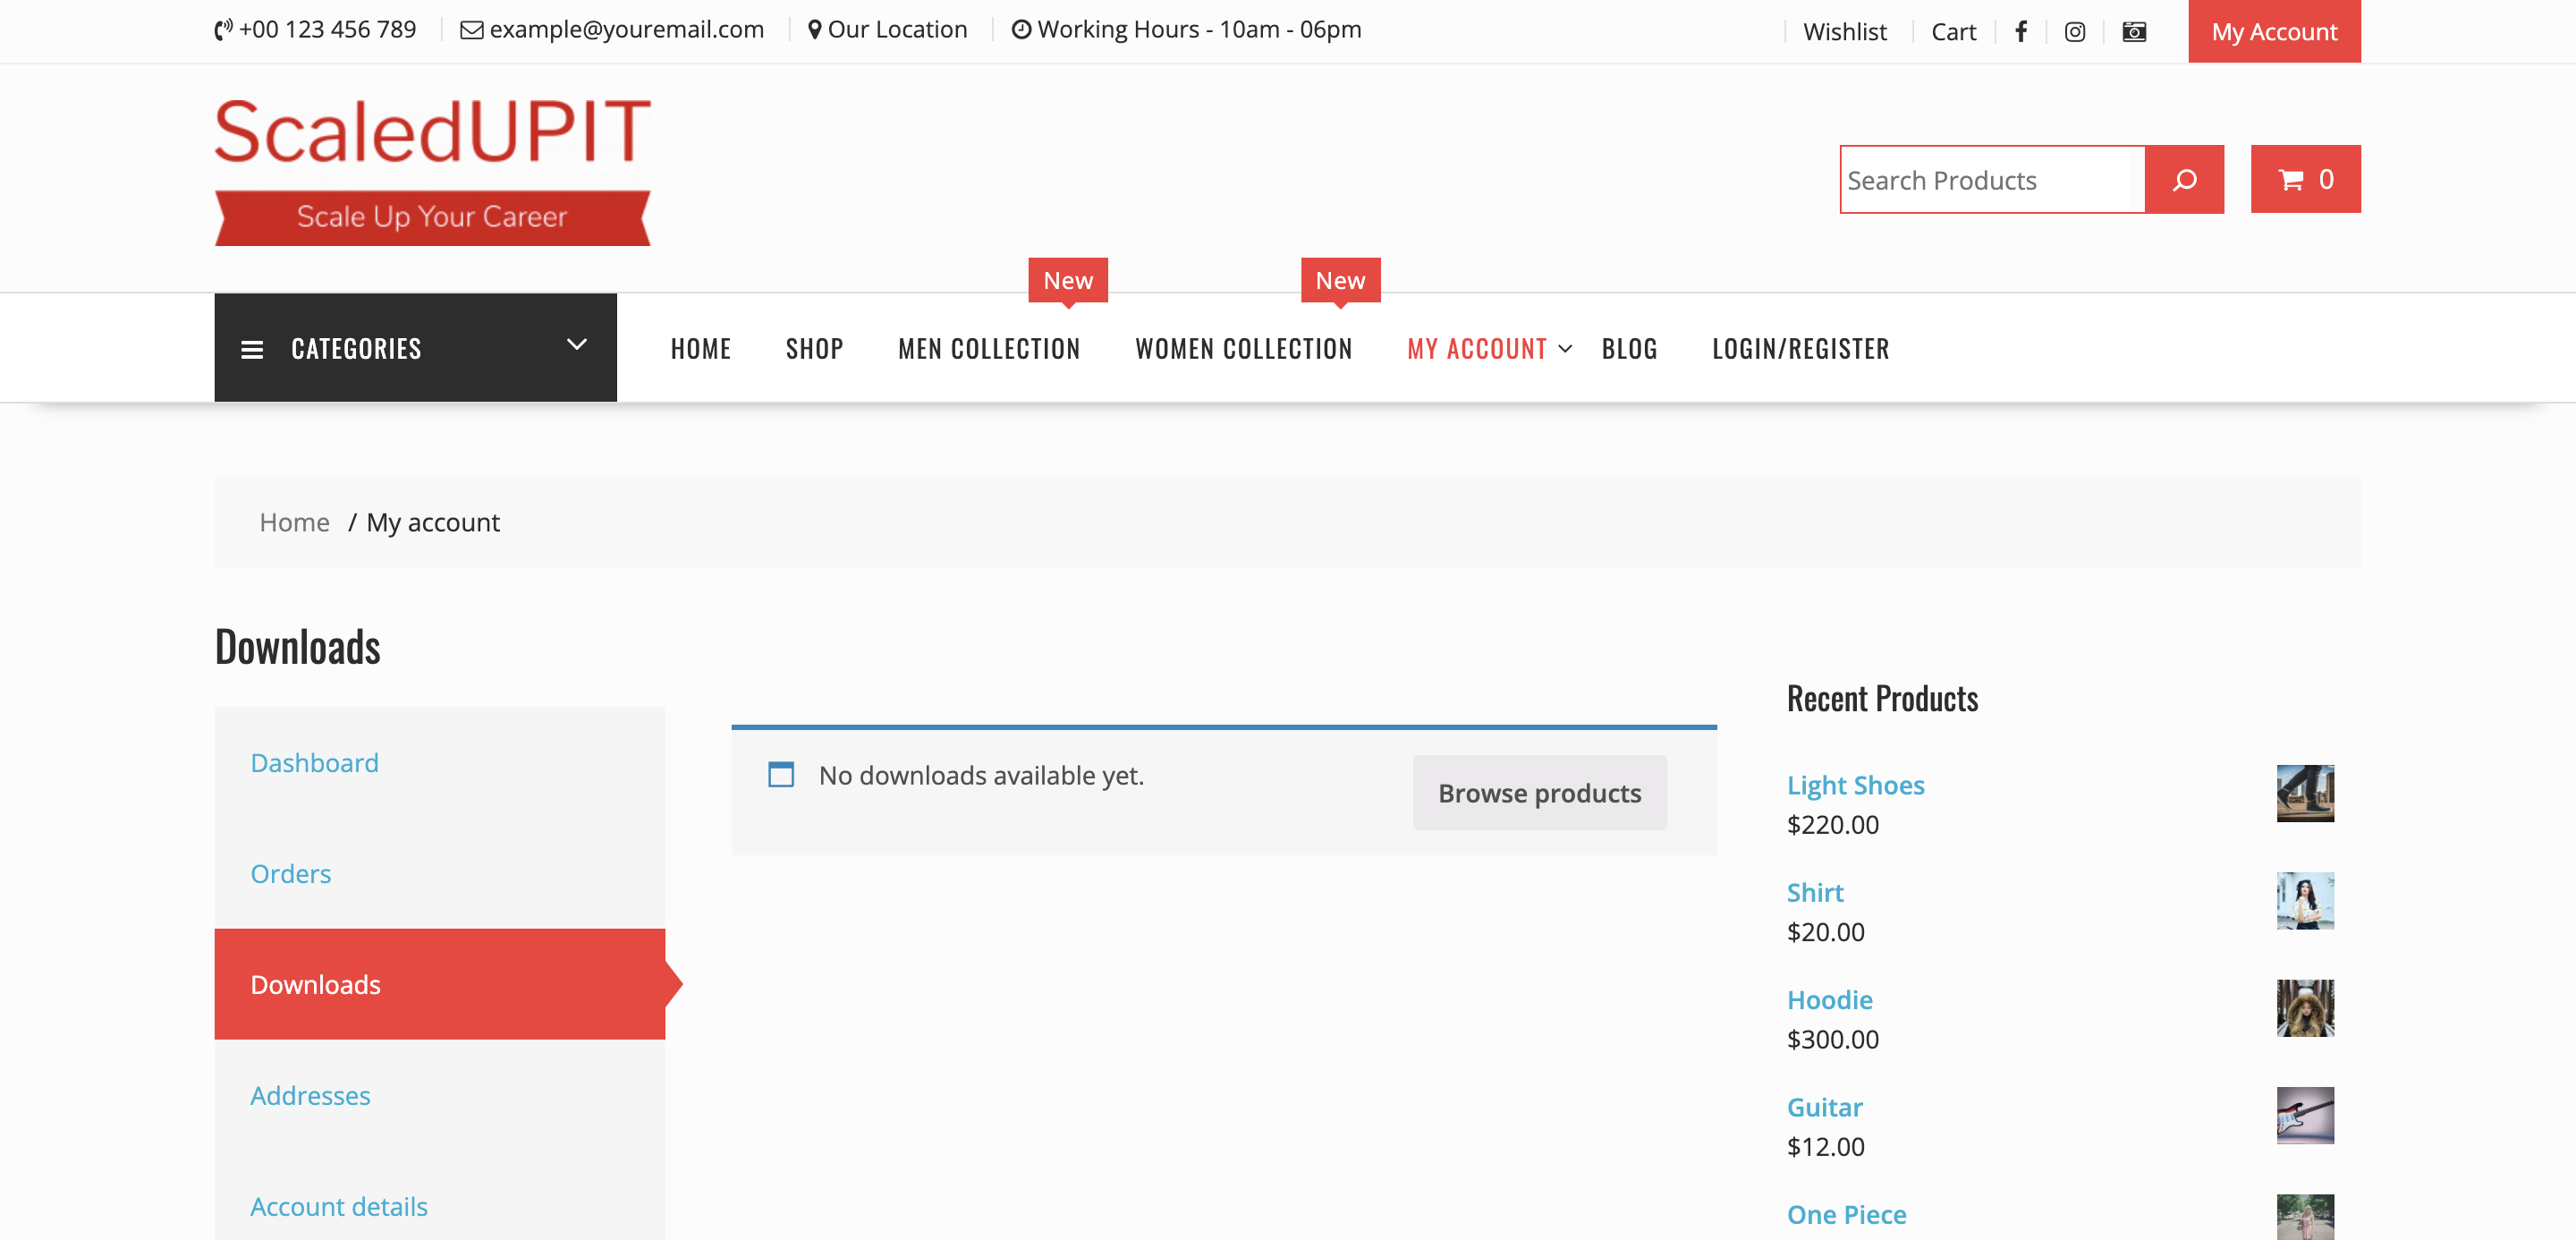 +00 123 456 789
example@youremail.com
Our Location
Working Hours - 10am - 06pm
Wishlist
Cart
My Account
ScaledUPIT
Scale Up Your Career
Search Products
0
New
New
CATEGORIES
HOME
SHOP
MEN COLLECTION
WOMEN COLLECTION
MY ACCOUNT
BLOG
LOGIN/REGISTER
Home / My account
Downloads
Dashboard
Orders
Downloads
Addresses
Account details
No downloads available yet.
Browse products
Recent Products
Light Shoes
$220.00
Shirt
$20.00
Hoodie
$300.00
Guitar
$12.00
One Piece